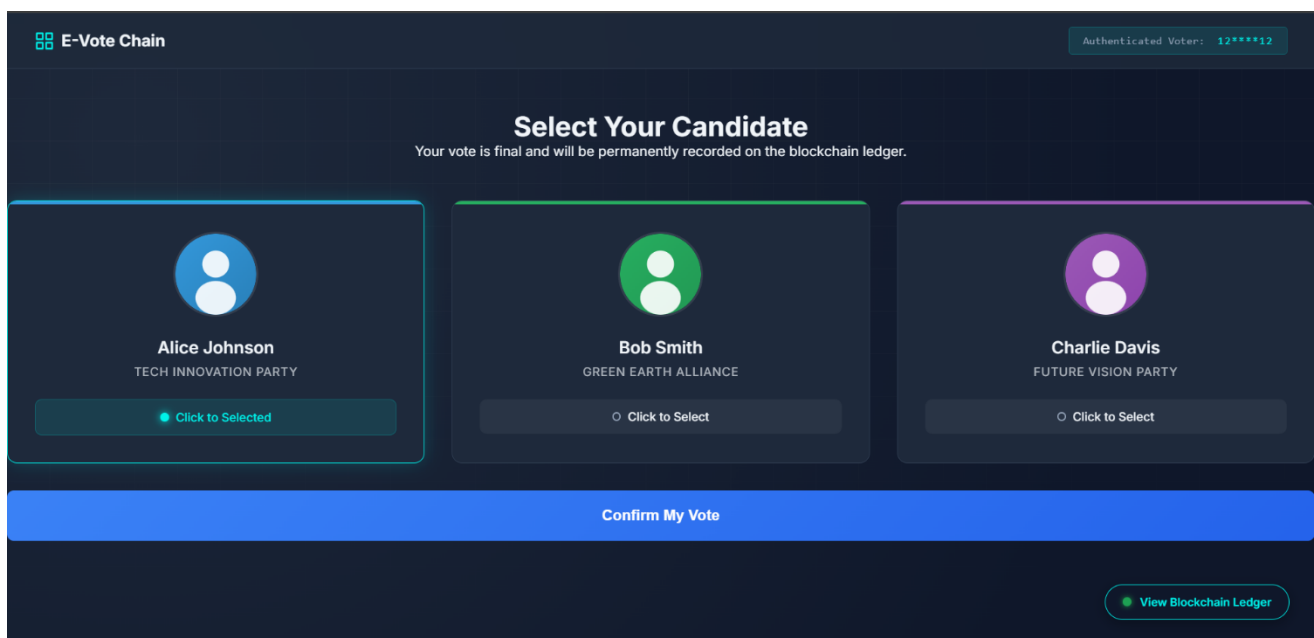 E-Vote Chain
Authenticated Voter: 12****12
Select Your Candidate
Your vote is final and will be permanently recorded on the blockchain ledger.
Alice Johnson
TECH INNOVATION PARTY
Click to Selected
Bob Smith
GREEN EARTH ALLIANCE
Click to Select
Charlie Davis
FUTURE VISION PARTY
Click to Select
Confirm My Vote
View Blockchain Ledger